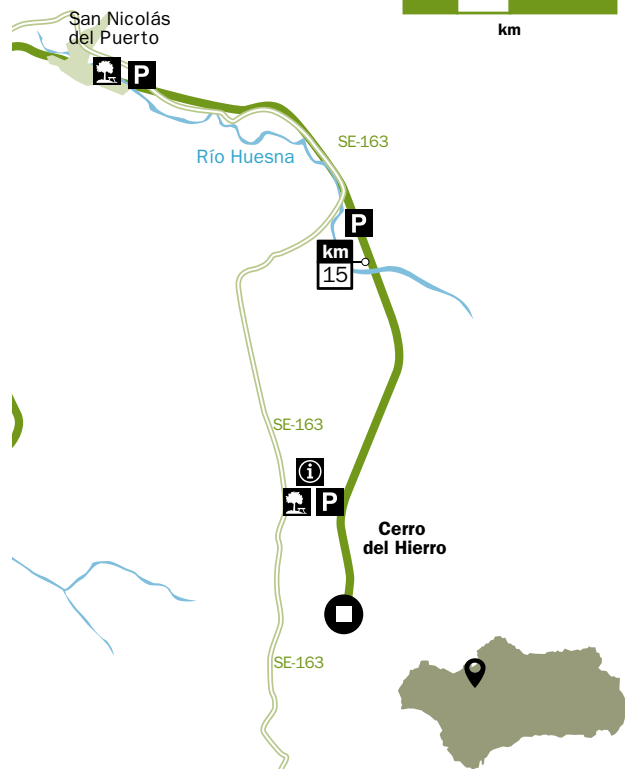 San Nicolás
del Puerto
km
P
SE-163
Río Huesna
P
km
15
SE-163
i
P
Cerro
del Hierro
SE-163